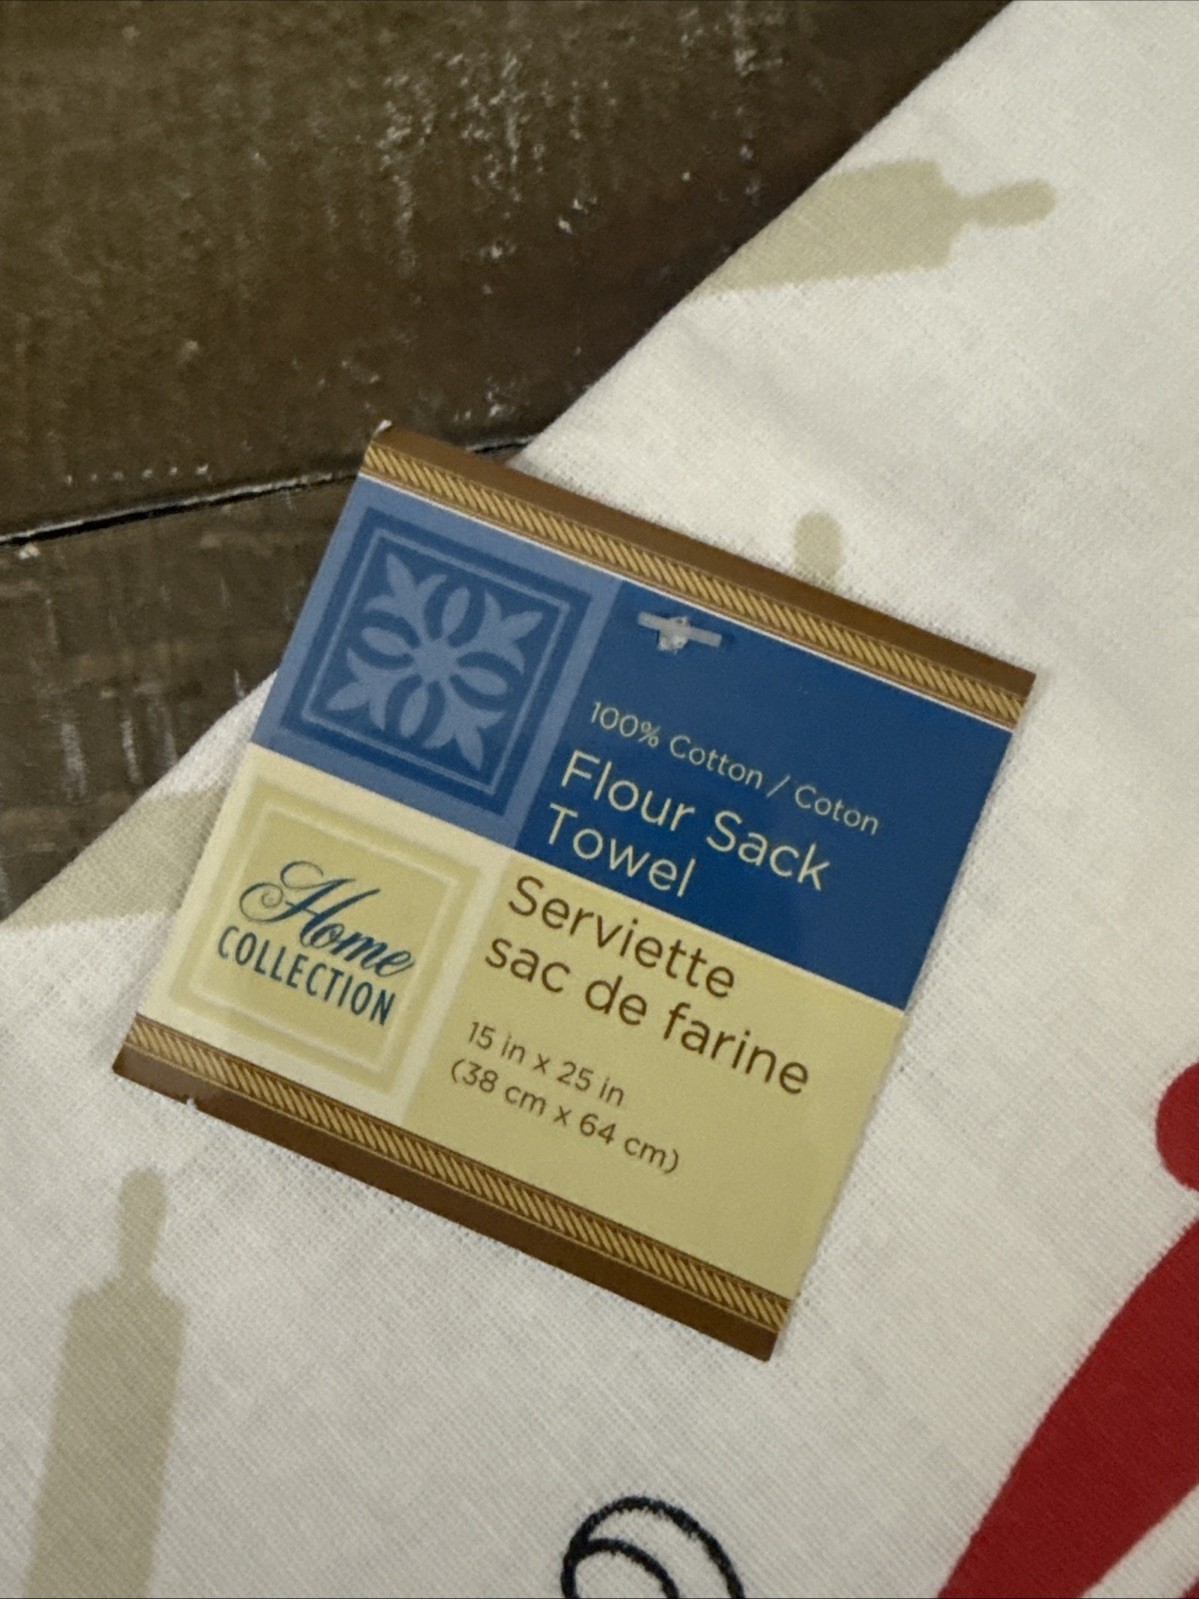 100% Cotton / Coton
Flour Sack
Towel
Serviette
sac de farine
15 in x 25 in
(38 cm x 64 cm)
Home
COLLECTION